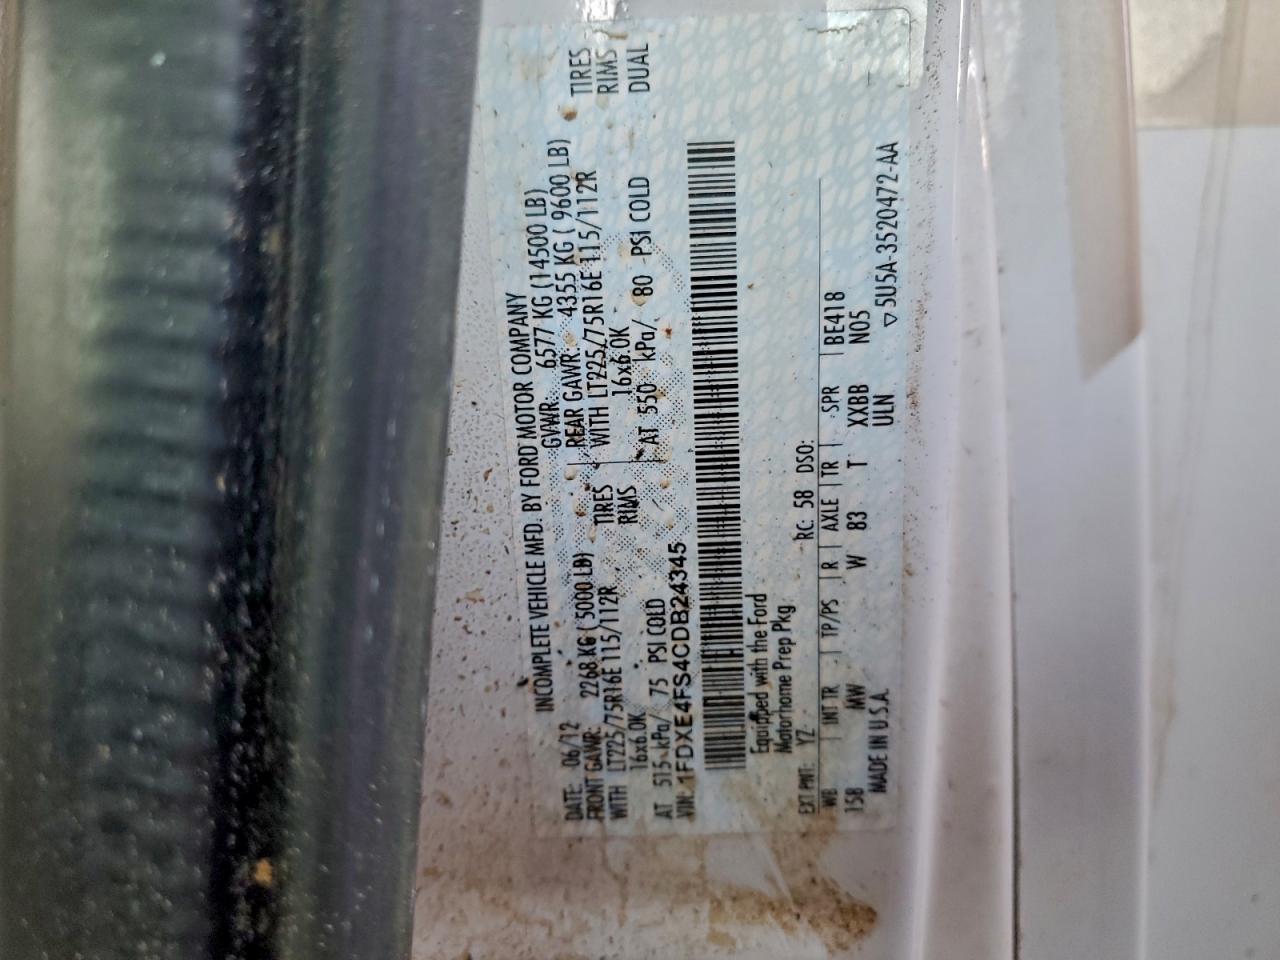 INCOMPLETE VEHICLE MFD. BY FORD MOTOR COMPANY
DATE: 06/12 GVWR: 6577 KG (14500 LB)
FRONT GAWR: 2268 KG ( 5000 LB) REAR GAWR: 4355 KG ( 9600 LB)
WITH LT225/75R16E 115/112R TIRES WITH LT225/75R16E 115/112R TIRES
16x6.0K RIMS 16x6.0K RIMS
AT 515 kPa/ 75 PSI COLD AT 550 kPa/ 80 PSI COLD DUAL
VIN: 1FDXE4FS4CDB24345
Equipped with the Ford
Motorhome Prep Pkg
EXT PNT: YZ RC: 58 DSO:
WB INT TR TP/PS R AXLE TR SPR BE418
158 MW W 83 T XXBB N05
MADE IN U.S.A. ULN
▽ 5U5A-3520472-AA